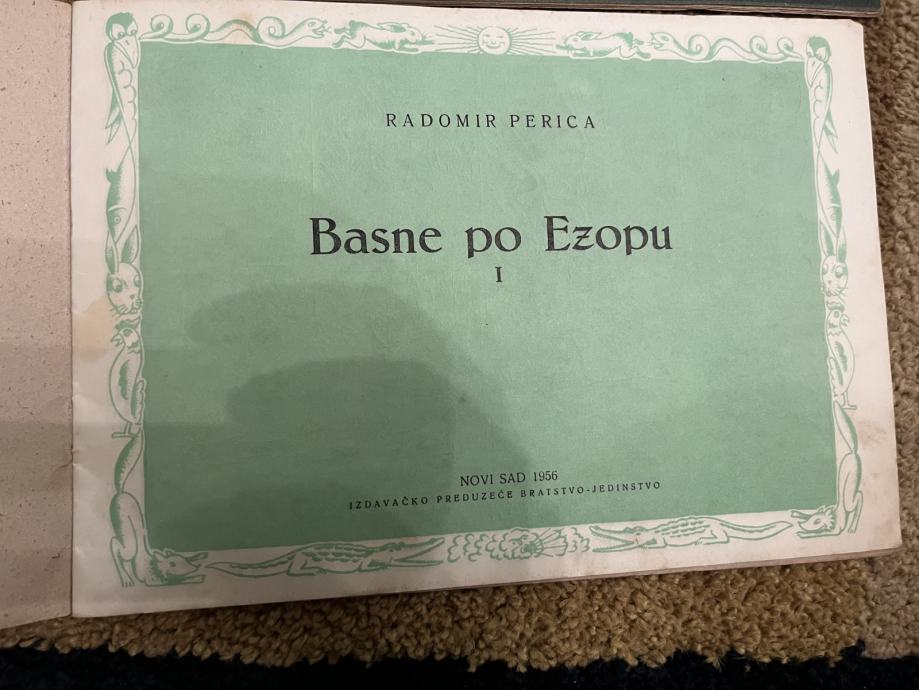 RADOMIR PERICA
Basne po Ezopu
I
NOVI SAD 1956
IZDAVAČKO PREDUZEĆE BRATSTVO-JEDINSTVO